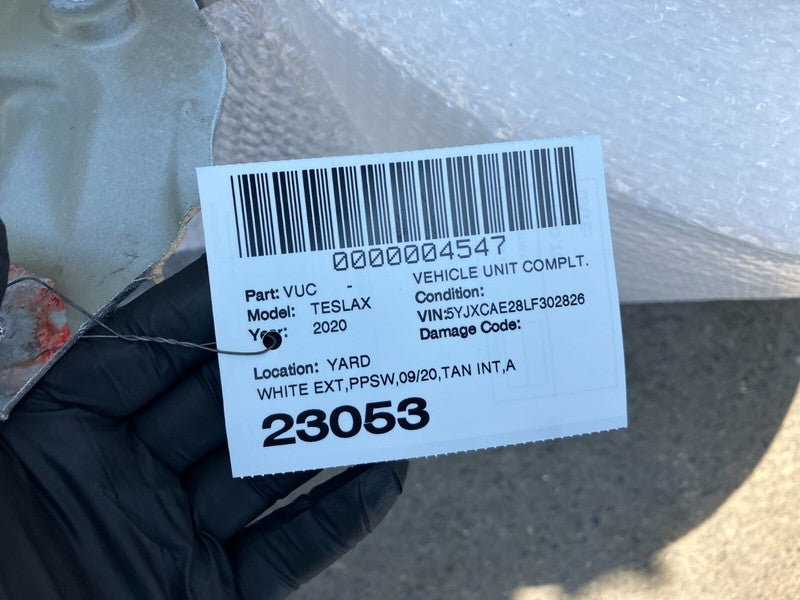 0000004547
Part: VUC - VEHICLE UNIT COMPLT.
Model: TESLAX Condition:
Year: 2020 VIN:5YJXCAE28LF302826
Damage Code:
Location: YARD
WHITE EXT,PPSW,09/20,TAN INT,A
23053